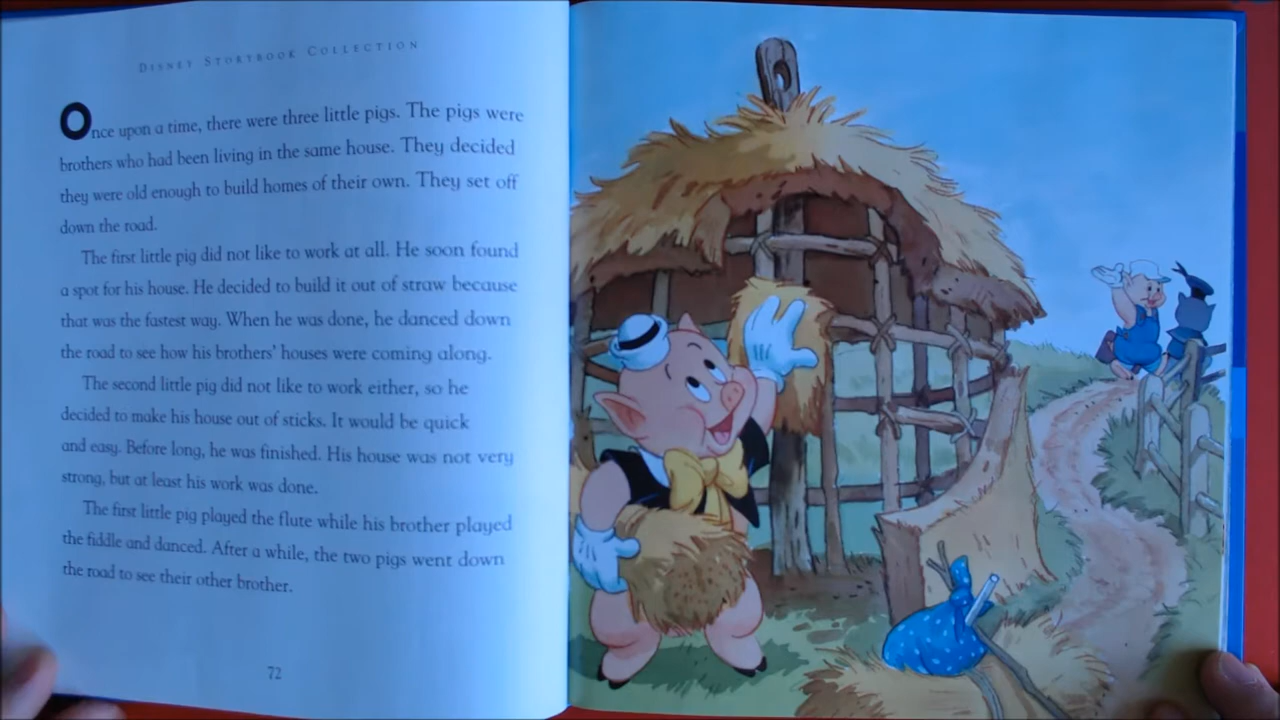 DISNEY STORYBOOK COLLECTION
Once upon a time, there were three little pigs. The pigs were
brothers who had been living in the same house. They decided
they were old enough to build homes of their own. They set off
down the road.
The first little pig did not like to work at all. He soon found
a spot for his house. He decided to build it out of straw because
that was the fastest way. When he was done, he danced down
the road to see how his brothers' houses were coming along.
The second little pig did not like to work either, so he
decided to make his house out of sticks. It would be quick
and easy. Before long, he was finished. His house was not very
strong, but at least his work was done.
The first little pig played the flute while his brother played
the fiddle and danced. After a while, the two pigs went down
the road to see their other brother.
72